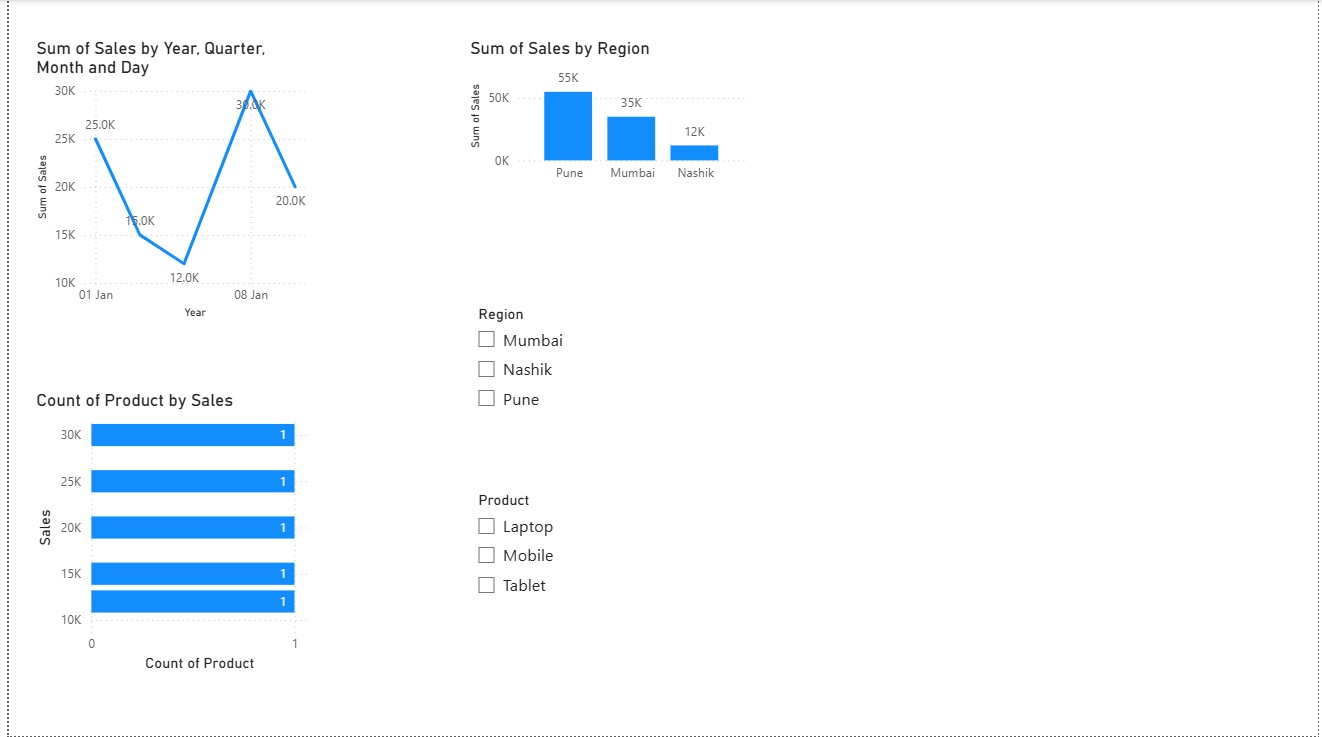 Sum of Sales by Year, Quarter,
Month and Day
Sum of Sales
30K
25K
20K
15K
10K
25.0K
15.0K
12.0K
30.0K
20.0K
01 Jan
08 Jan
Year
Sum of Sales by Region
Sum of Sales
50K
0K
55K
35K
12K
Pune
Mumbai
Nashik
Region
Mumbai
Nashik
Pune
Count of Product by Sales
Sales
30K
25K
20K
15K
10K
1
1
1
1
1
0
1
Count of Product
Product
Laptop
Mobile
Tablet